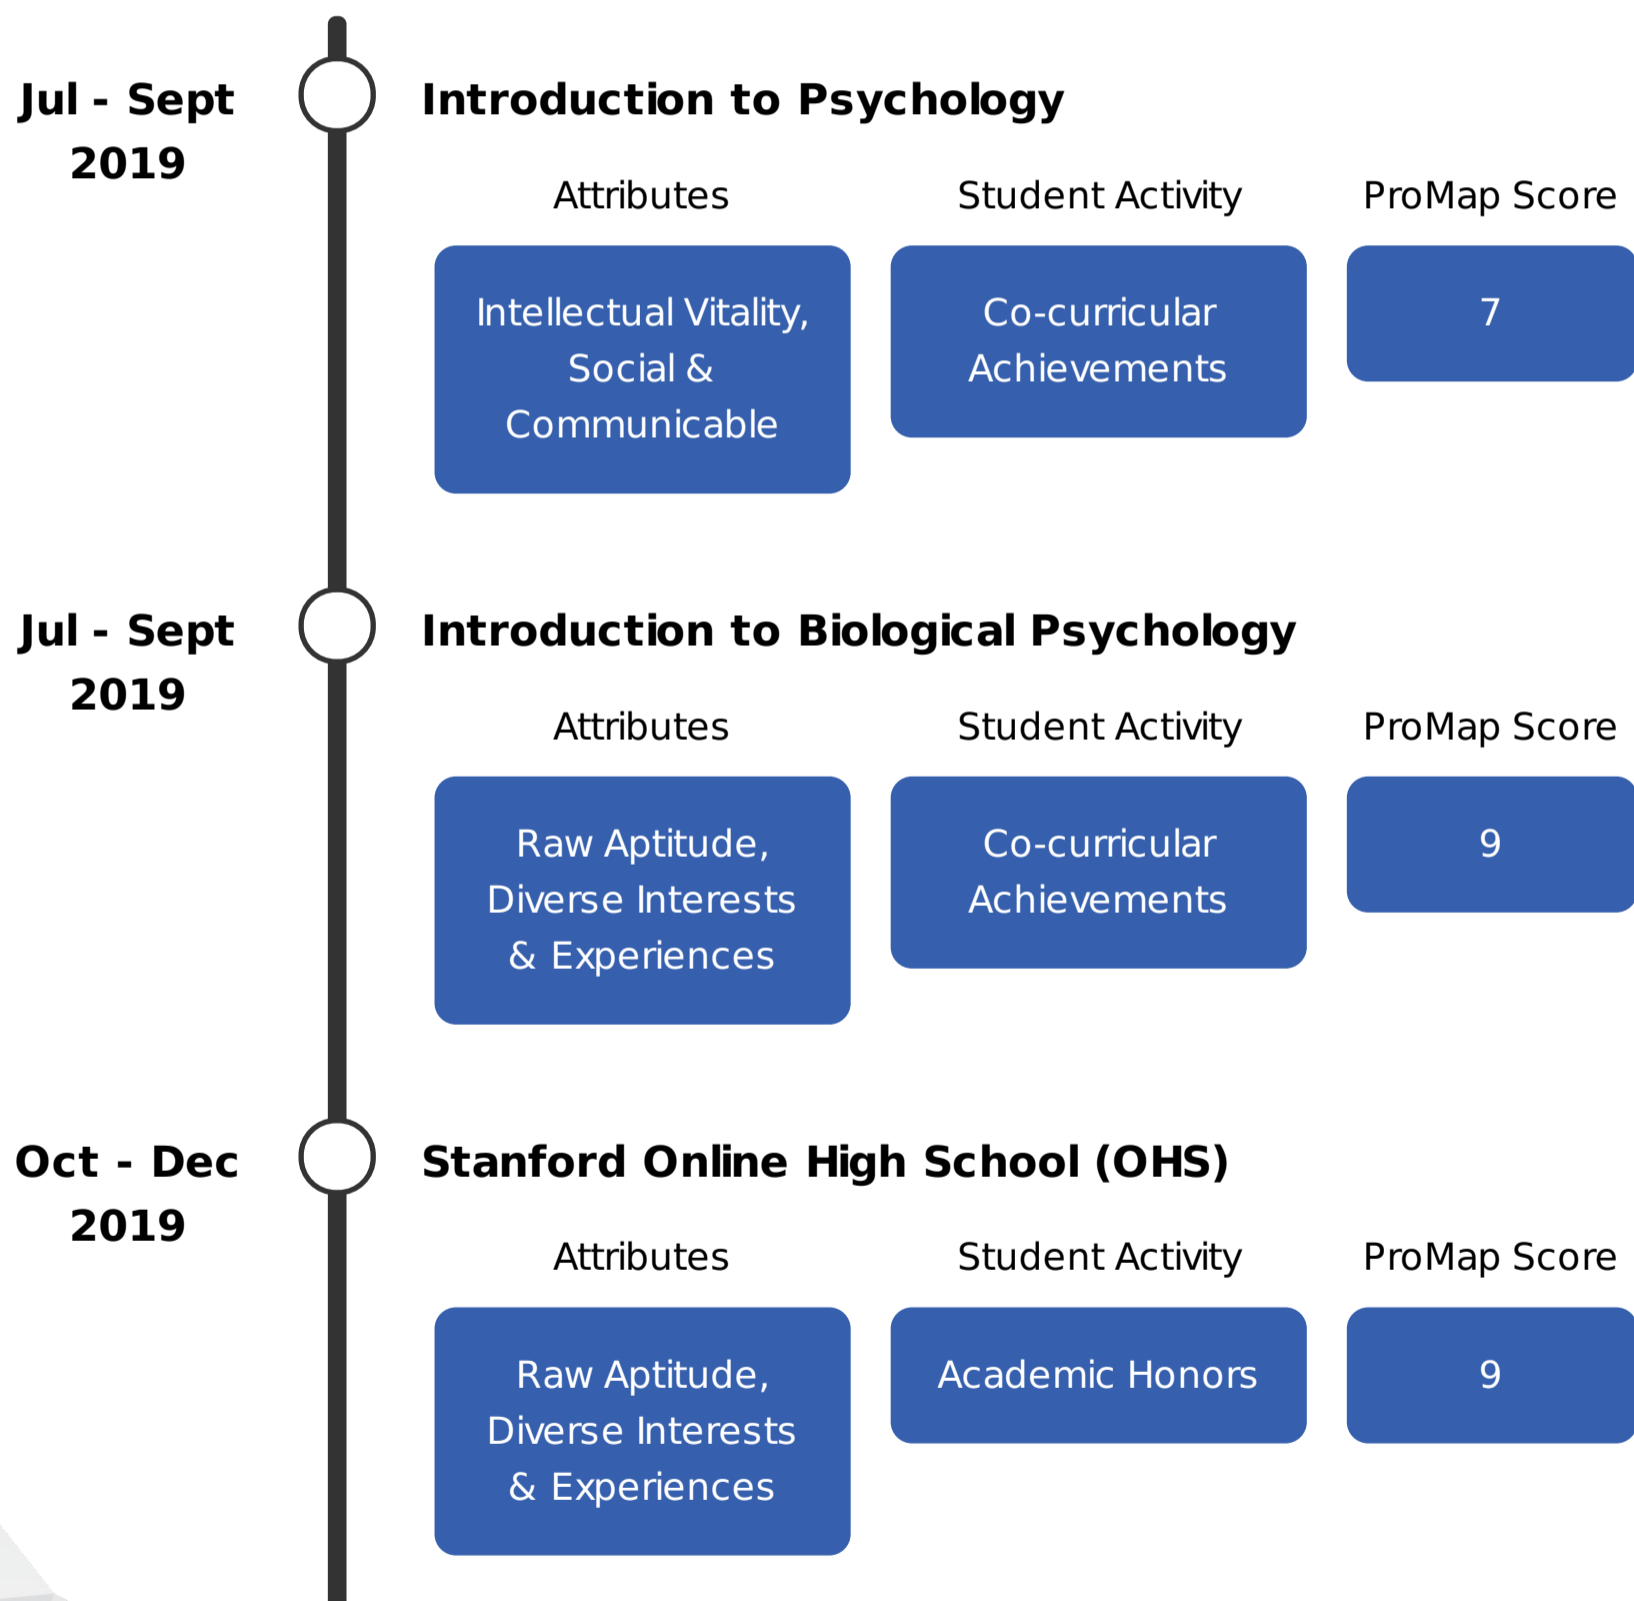 Jul - Sept
2019
Introduction to Psychology
Attributes
Student Activity
ProMap Score
Intellectual Vitality,
Social &
Communicable
Co-curricular
Achievements
7
Jul - Sept
2019
Introduction to Biological Psychology
Attributes
Student Activity
ProMap Score
Raw Aptitude,
Diverse Interests
& Experiences
Co-curricular
Achievements
9
Oct - Dec
2019
Stanford Online High School (OHS)
Attributes
Student Activity
ProMap Score
Raw Aptitude,
Diverse Interests
& Experiences
Academic Honors
9